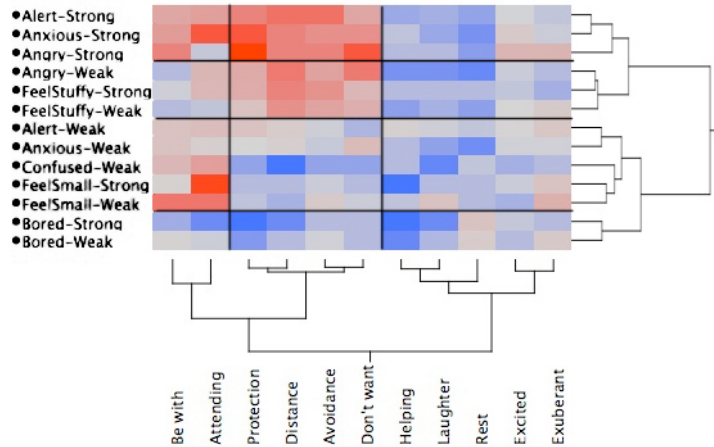 ●Alert-Strong
●Anxious-Strong
●Angry-Strong
●Angry-Weak
●FeelStuffy-Strong
●FeelStuffy-Weak
●Alert-Weak
●Anxious-Weak
●Confused-Weak
●FeelSmall-Strong
●FeelSmall-Weak
●Bored-Strong
●Bored-Weak
Be with
Attending
Protection
Distance
Avoidance
Don't want
Helping
Laughter
Rest
Excited
Exuberant